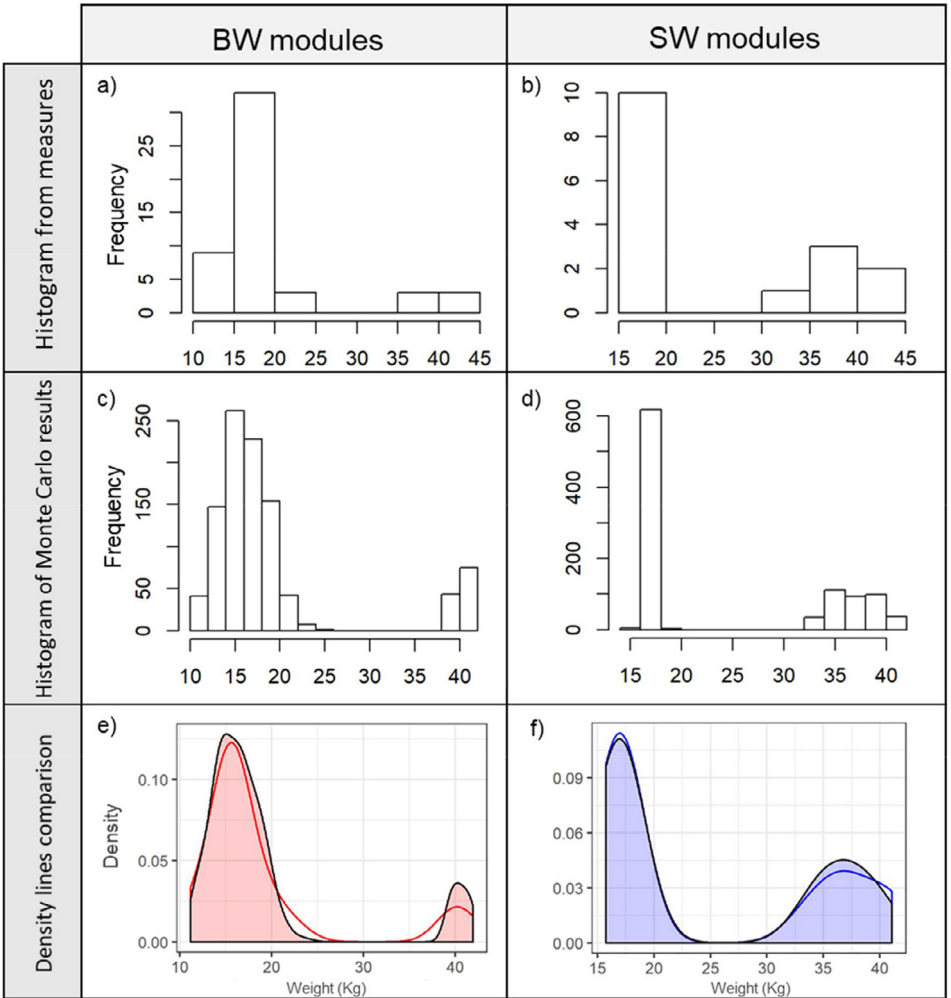 BW modules
SW modules
Histogram from measures
a)
Frequency
5
15
25
10 15 20 25 30 35 40 45
b)
0 2 4 6 8 10
15 20 25 30 35 40 45
Histogram of Monte Carlo results
c)
Frequency
0 50 150 250
10 15 20 25 30 35 40
d)
0 200 400 600
15 20 25 30 35 40
Density lines comparison
e)
Density
0.10
0.05
0.00
10 20 30 40
Weight (Kg)
f)
0.09
0.06
0.03
0.00
15 20 25 30 35 40
Weight (Kg)